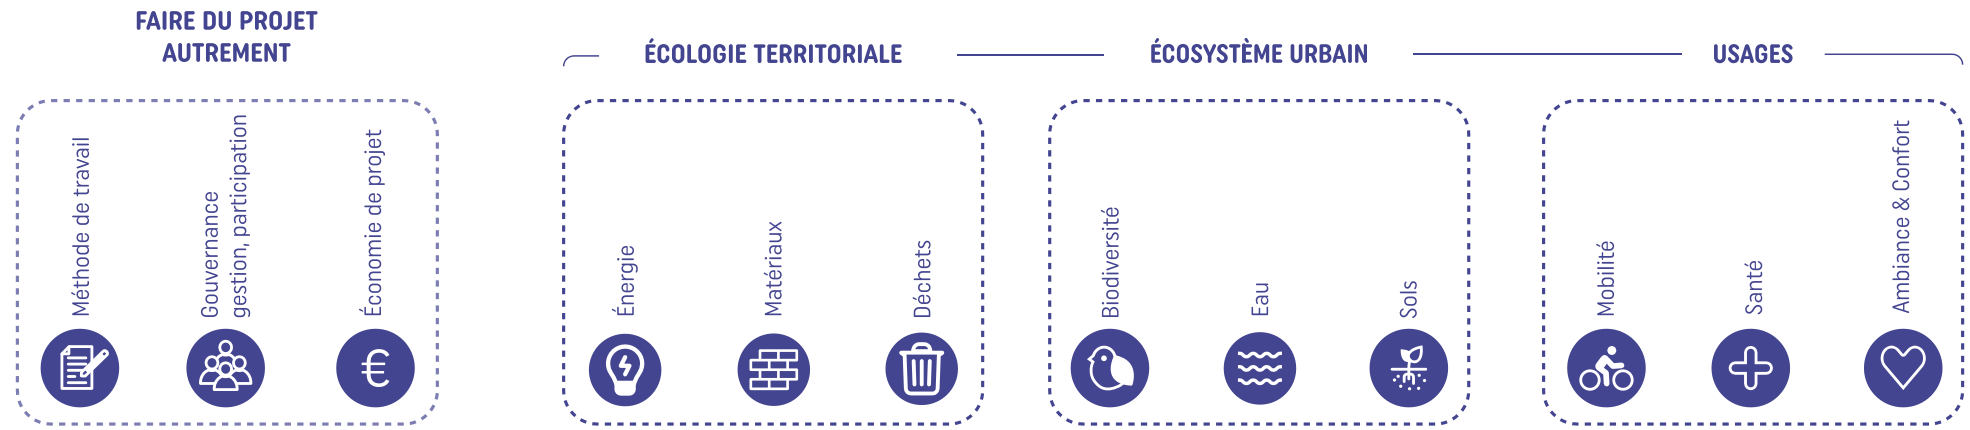 FAIRE DU PROJET
AUTREMENT
ÉCOLOGIE TERRITORIALE
ÉCOSYSTÈME URBAIN
USAGES
Méthode de travail
Gouvernance
gestion, participation
Économie de projet
Énergie
Matériaux
Déchets
Biodiversité
Eau
Sols
Mobilité
Santé
Ambiance & Confort
€